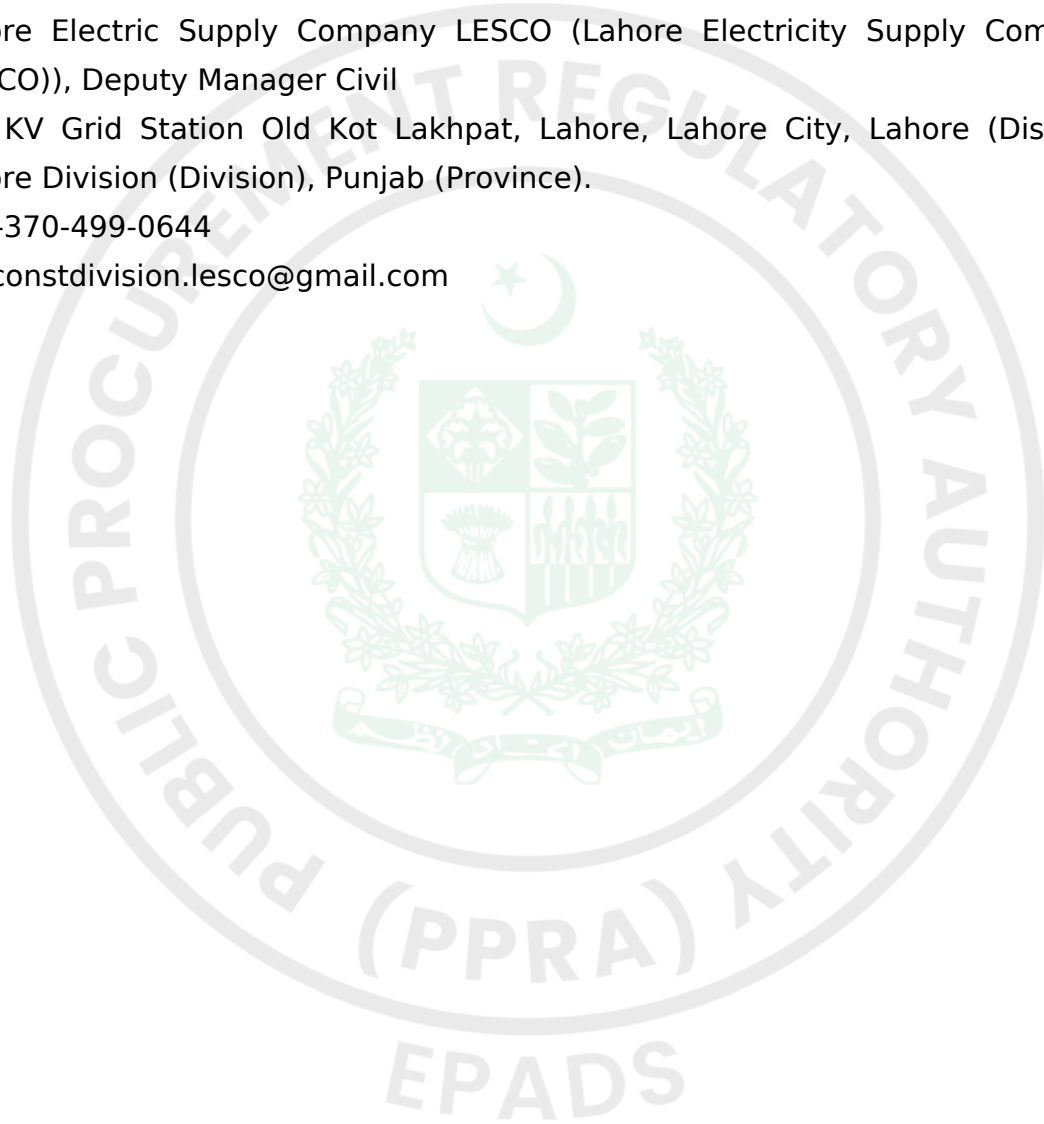 re Electric Supply Company LESCO (Lahore Electricity Supply Com
CO)), Deputy Manager Civil
KV Grid Station Old Kot Lakhpat, Lahore, Lahore City, Lahore (Dis
re Division (Division), Punjab (Province).
-370-499-0644
constdivision.lesco@gmail.com
PUBLIC PROCUREMENT REGULATORY AUTHORITY
(PPRA)
EPADS